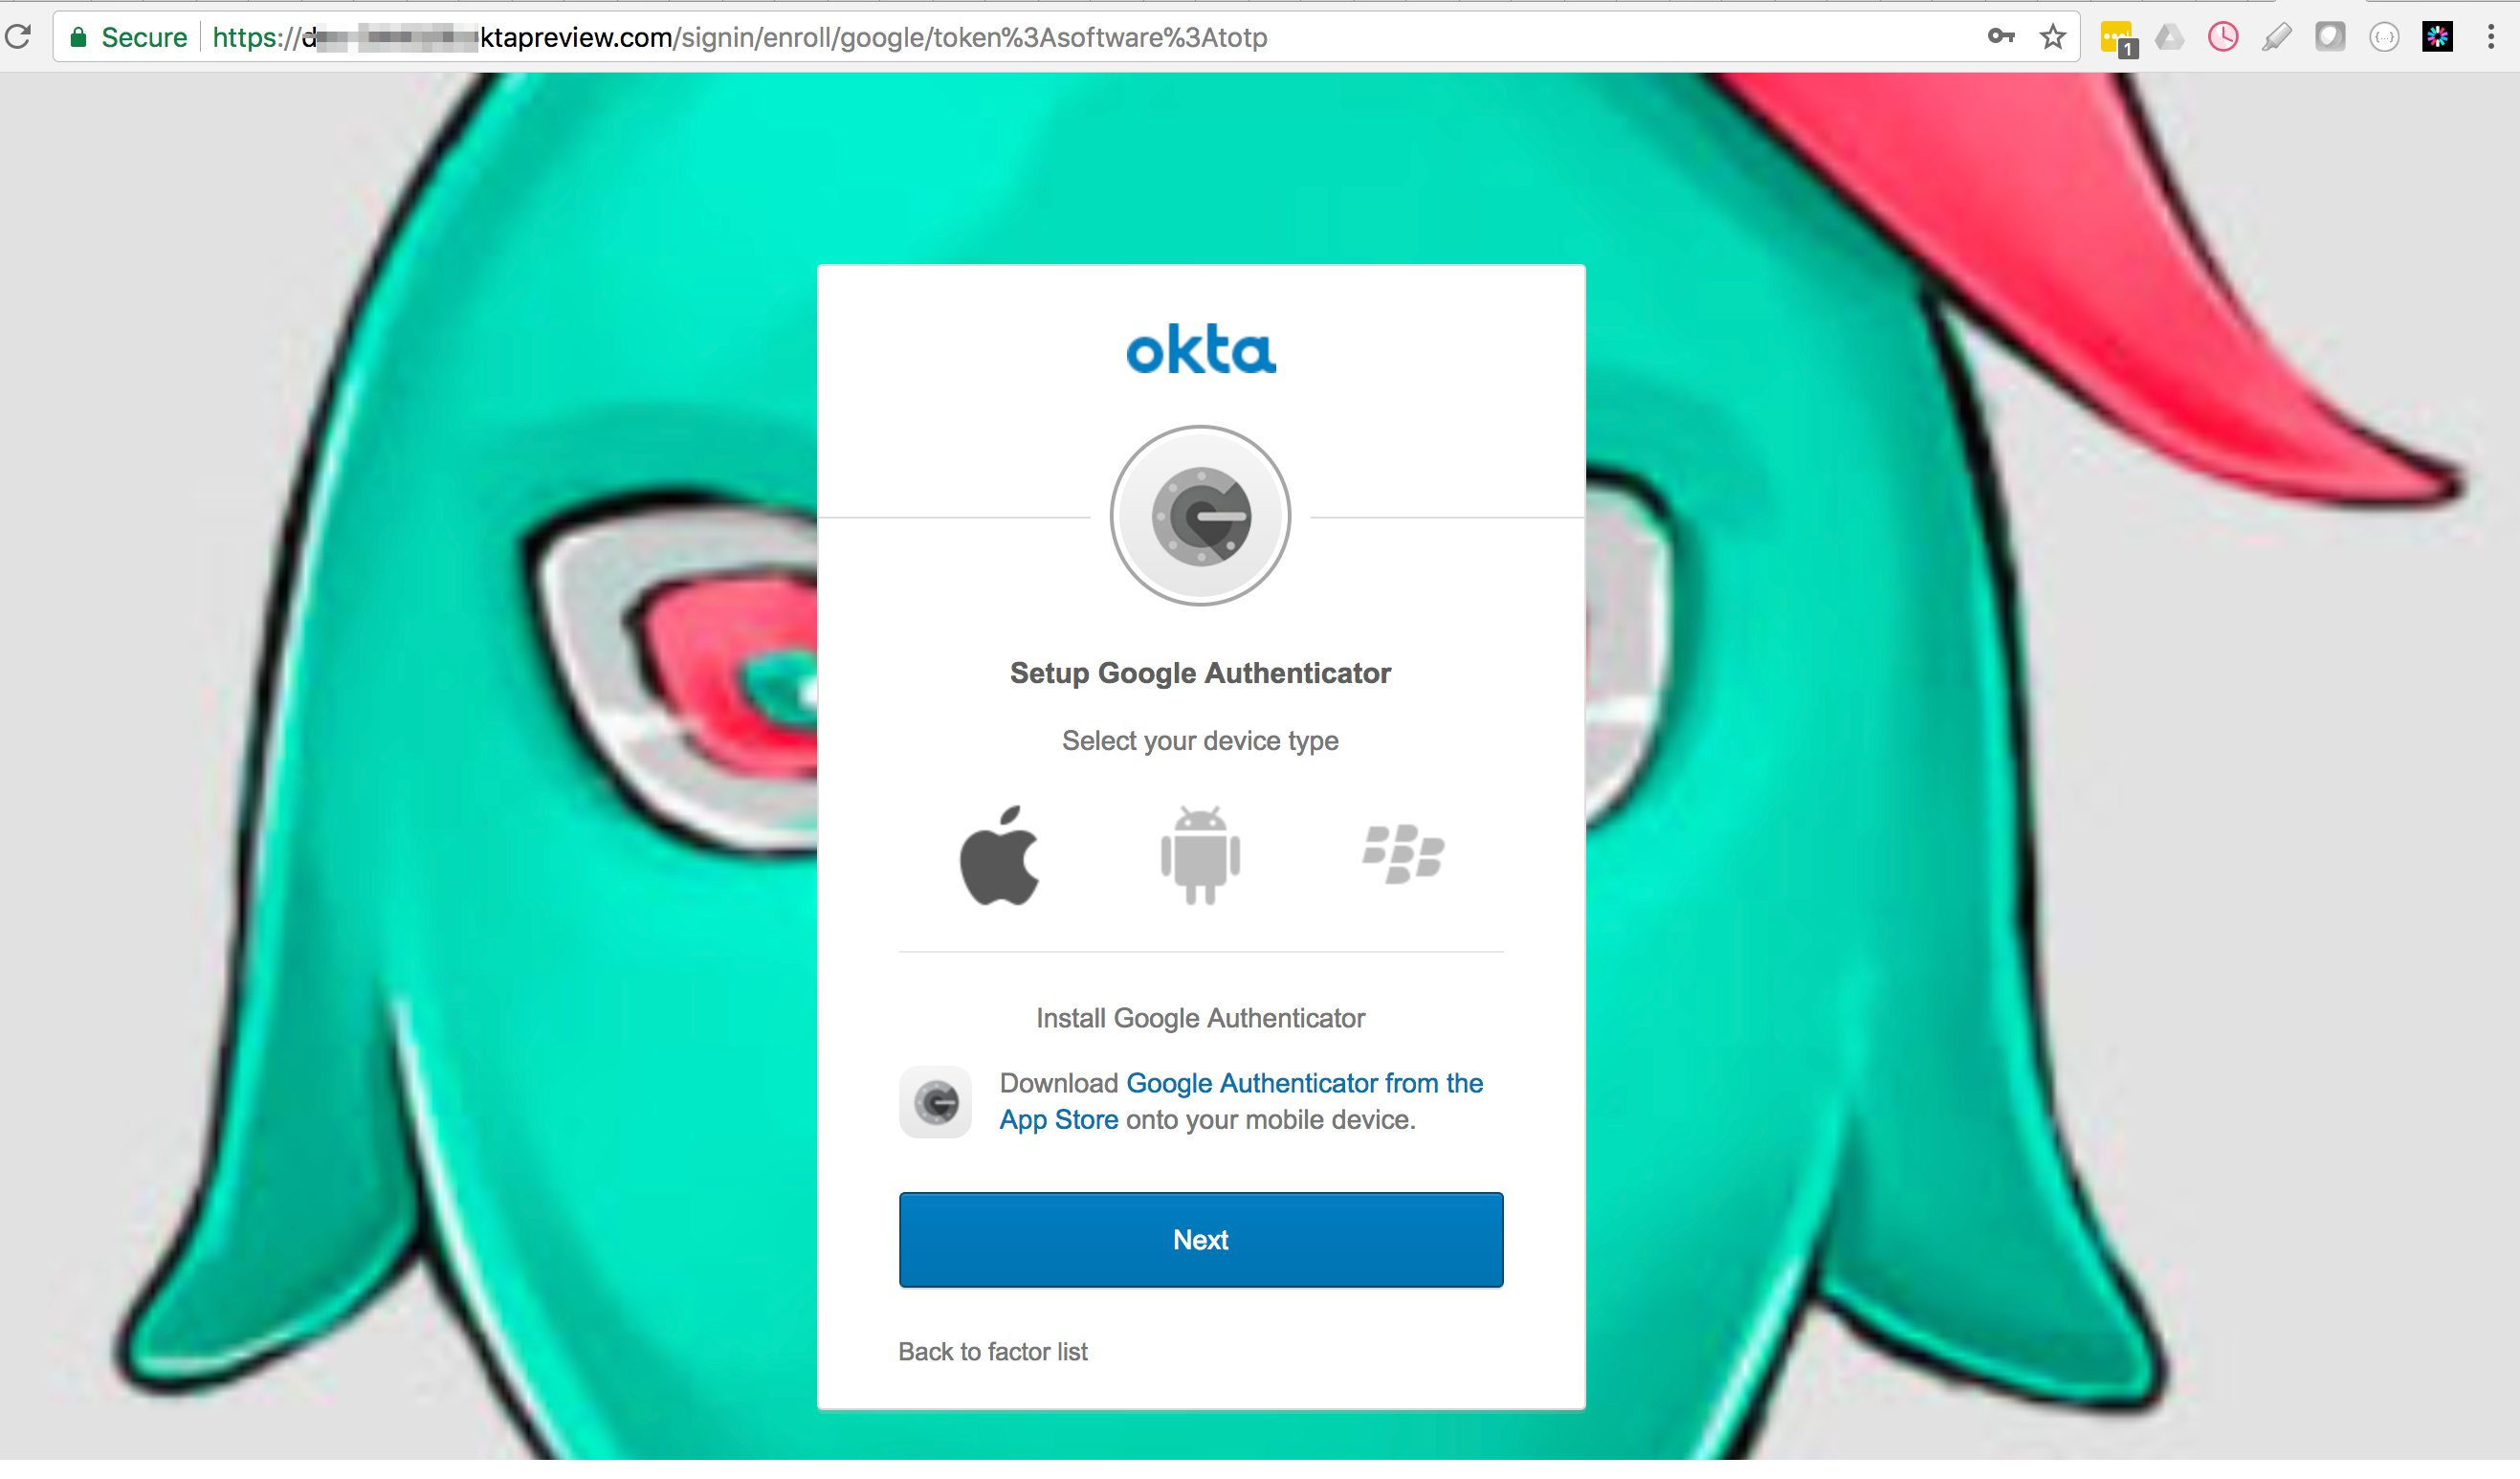 Secure https://d ktapreview.com/signin/enroll/google/token%3Asoftware%3Atotp
1
okta
Setup Google Authenticator
Select your device type
Install Google Authenticator
Download Google Authenticator from the
App Store onto your mobile device.
Next
Back to factor list